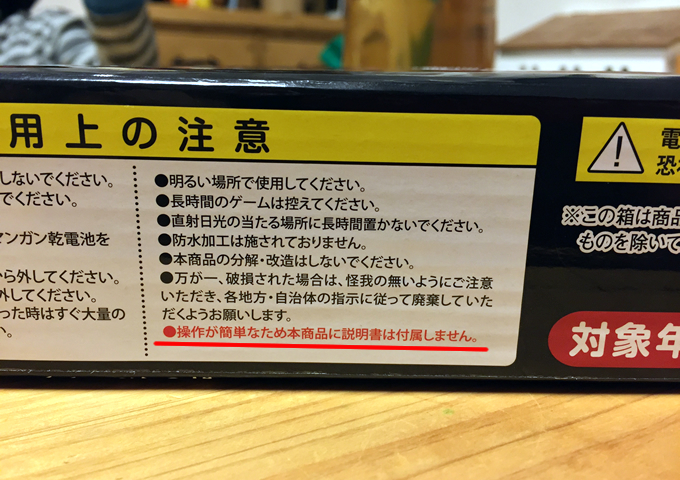 用上の注意
しないでください。
でください。
マンガン乾電池を
から外してください。
外してください。
った時はすぐ大量の
い。
●明るい場所で使用してください。
●長時間のゲームは控えてください。
●直射日光の当たる場所に長時間置かないでください。
●防水加工は施されておりません。
●本商品の分解・改造はしないでください。
●万が一、破損された場合は、怪我の無いようにご注意
いただき、各地方・自治体の指示に従って廃棄していた
だくようお願いします。
●操作が簡単なため本商品に説明書は付属しません。
電
恐
※この箱は商品
ものを除いて
対象年